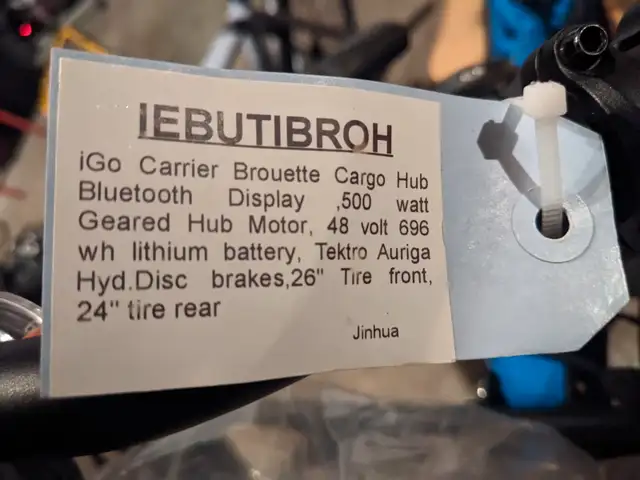 IEBUTIBROH
iGo Carrier Brouette Cargo Hub
Bluetooth Display ,500 watt
Geared Hub Motor, 48 volt 696
wh lithium battery, Tektro Auriga
Hyd.Disc brakes,26" Tire front,
24" tire rear
Jinhua